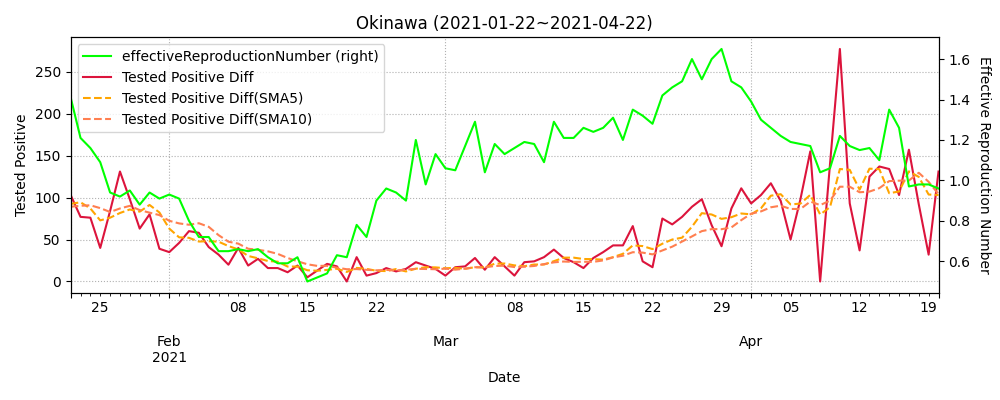 Okinawa (2021-01-22~2021-04-22)
effectiveReproductionNumber (right)
Tested Positive Diff
Tested Positive Diff(SMA5)
Tested Positive Diff(SMA10)
Tested Positive
250
200
150
100
50
0
1.6
1.4
1.2
1.0
0.8
0.6
Effective Reproduction Number
25 08 15 22 08 15 22 29 05 12 19
Feb Mar Apr
2021
Date